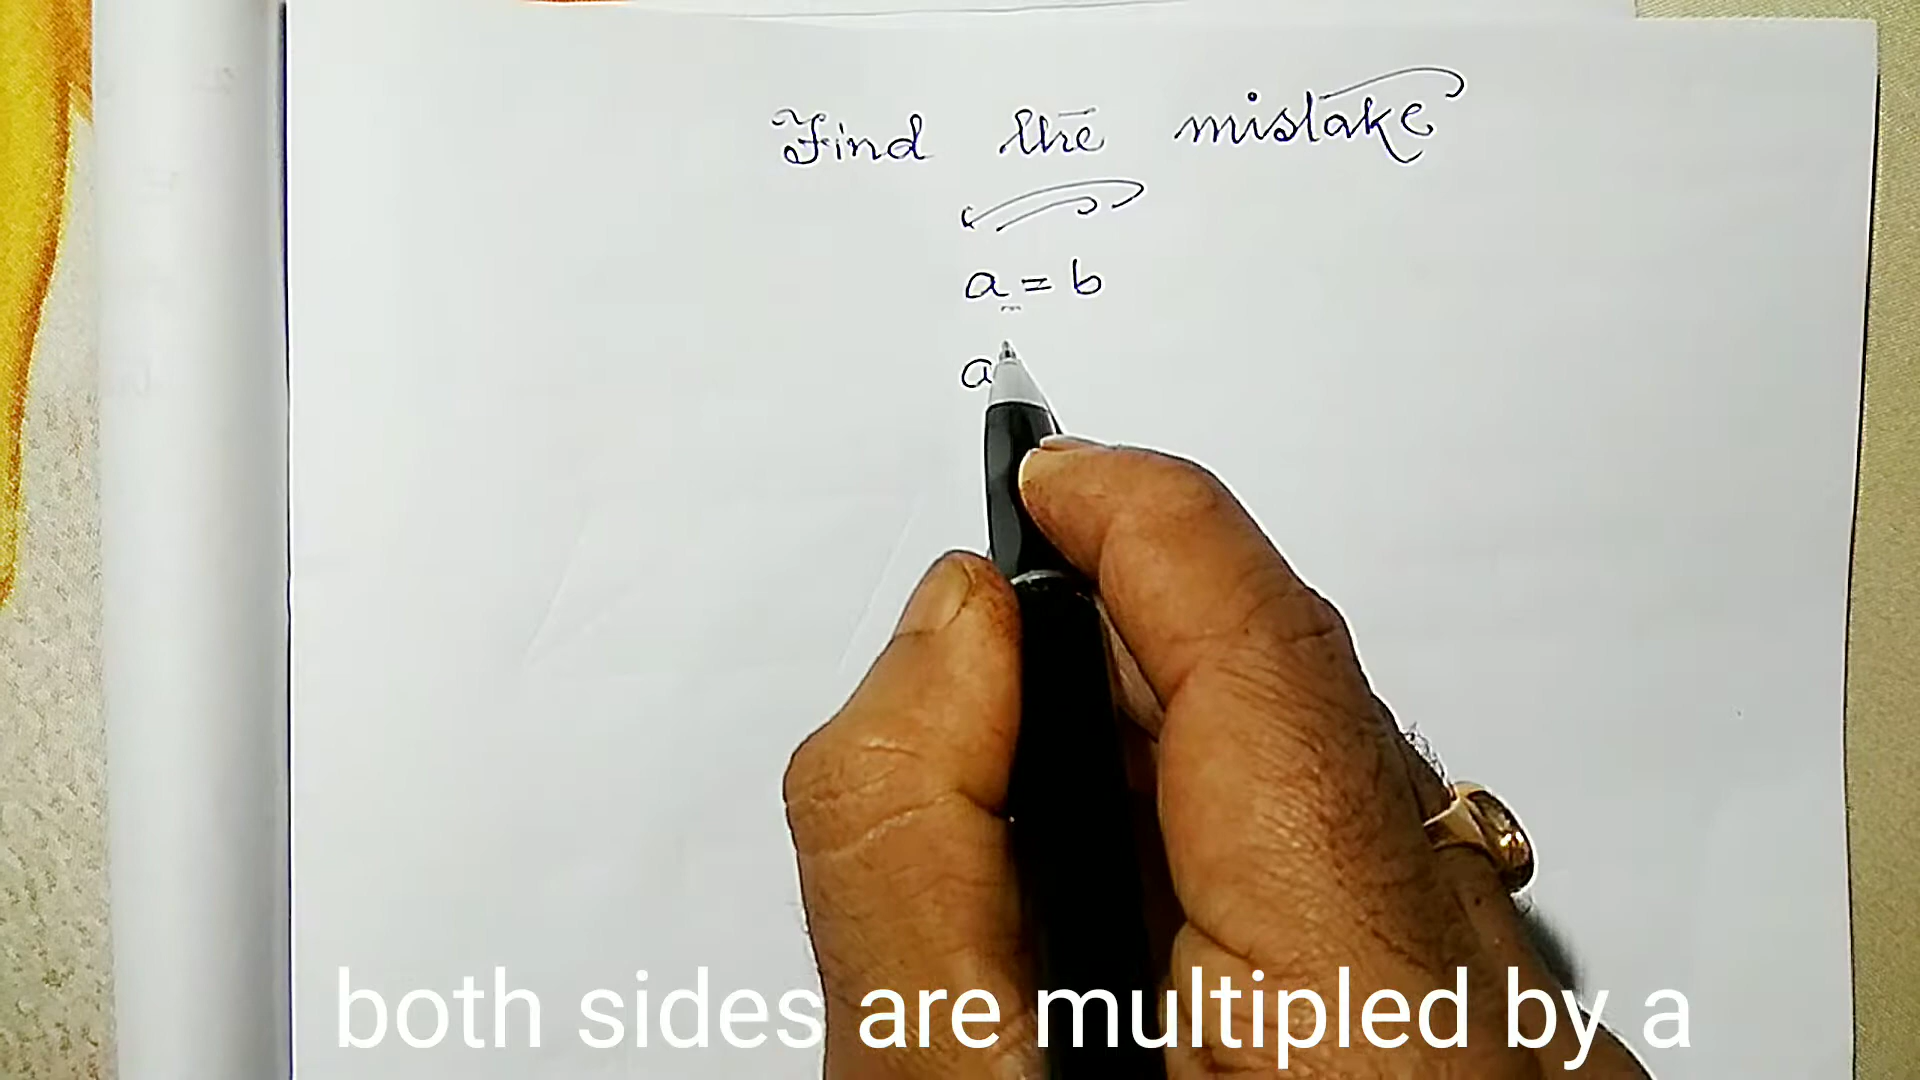 Find the mistake
a = b
a
both sides are multipled by a